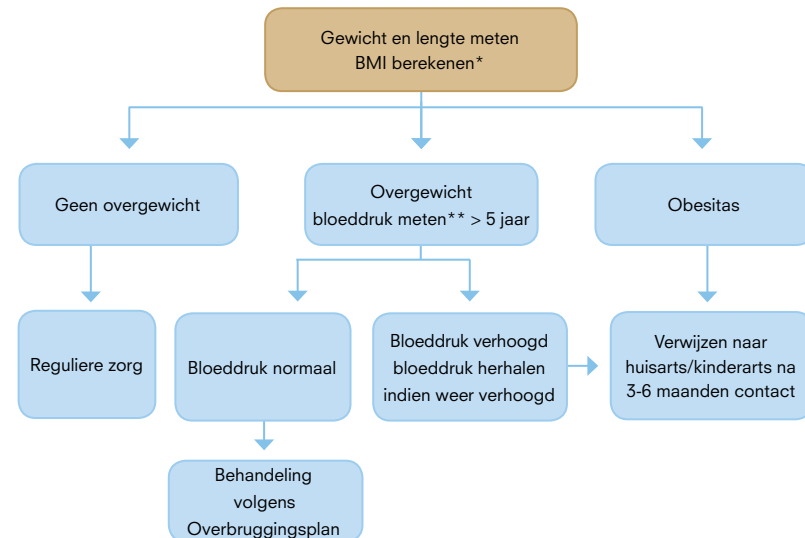 Gewicht en lengte meten
BMI berekenen*
Geen overgewicht
Overgewicht
bloeddruk meten** > 5 jaar
Obesitas
Reguliere zorg
Bloeddruk normaal
Bloeddruk verhoogd
bloeddruk herhalen
indien weer verhoogd
Verwijzen naar
huisarts/kinderarts na
3-6 maanden contact
Behandeling
volgens
Overbruggingsplan